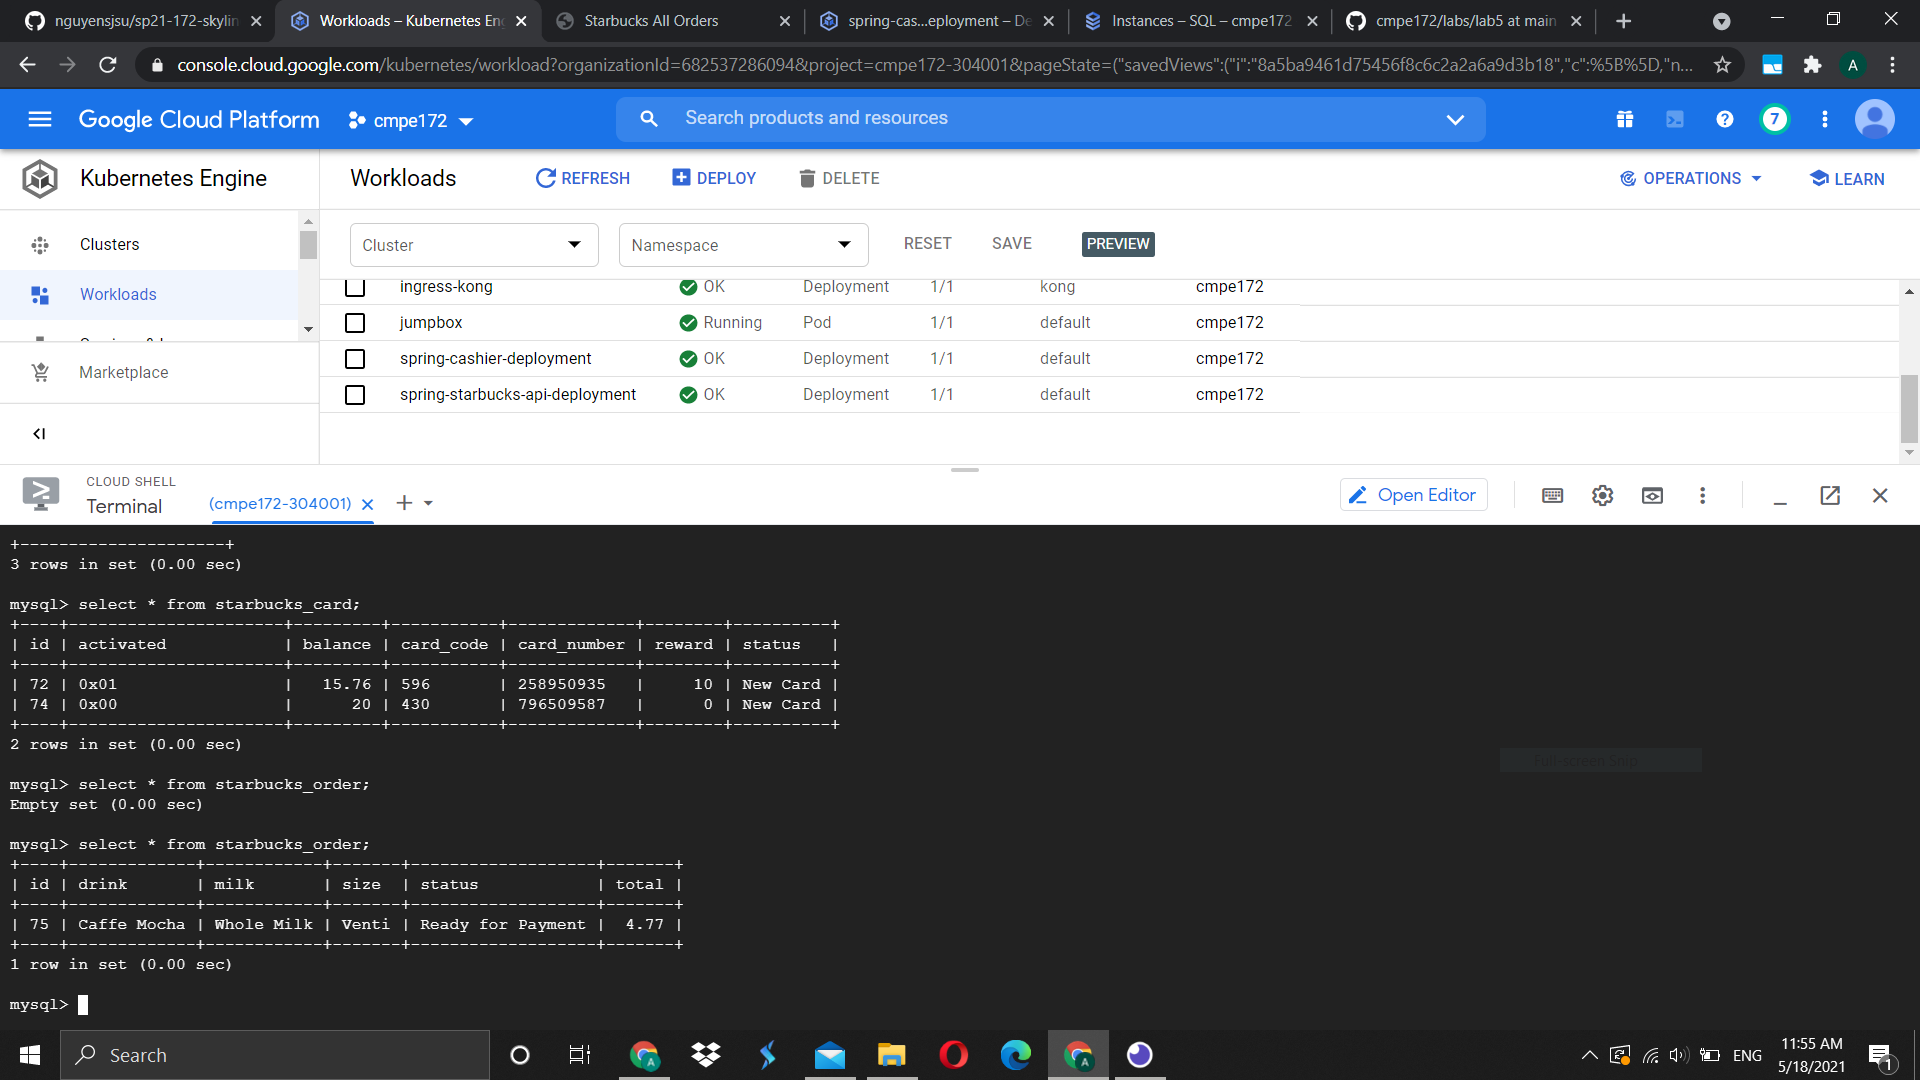 nguyensjsu/sp21-172-skylin
Workloads – Kubernetes En
Starbucks All Orders
spring-cas...eployment – De
Instances – SQL – cmpe172
cmpe172/labs/lab5 at main
console.cloud.google.com/kubernetes/workload?organizationId=682537286094&project=cmpe172-304001&pageState=("savedViews":("i":"8a5ba9461d75456f8c6c2a2a6a9d3b18","c":%5B%5D,"n...
A
Google Cloud Platform
cmpe172
Search products and resources
7
Kubernetes Engine
Workloads
REFRESH
DEPLOY
DELETE
OPERATIONS
LEARN
Clusters
Workloads
Marketplace
Cluster
Namespace
RESET
SAVE
PREVIEW
ingress-kong OK Deployment 1/1 kong cmpe172
jumpbox Running Pod 1/1 default cmpe172
spring-cashier-deployment OK Deployment 1/1 default cmpe172
spring-starbucks-api-deployment OK Deployment 1/1 default cmpe172
CLOUD SHELL
Terminal
(cmpe172-304001)
Open Editor
+---------------------+
3 rows in set (0.00 sec)
mysql> select * from starbucks_card;
+----+----------------------+---------+-----------+-------------+--------+----------+
| id | activated            | balance | card_code | card_number | reward | status   |
+----+----------------------+---------+-----------+-------------+--------+----------+
| 72 | 0x01                 |   15.76 | 596       | 258950935   |     10 | New Card |
| 74 | 0x00                 |      20 | 430       | 796509587   |      0 | New Card |
+----+----------------------+---------+-----------+-------------+--------+----------+
2 rows in set (0.00 sec)
mysql> select * from starbucks_order;
Empty set (0.00 sec)
mysql> select * from starbucks_order;
+----+-------------+------------+-------+-------------------+-------+
| id | drink       | milk       | size  | status            | total |
+----+-------------+------------+-------+-------------------+-------+
| 75 | Caffe Mocha | Whole Milk | Venti | Ready for Payment |  4.77 |
+----+-------------+------------+-------+-------------------+-------+
1 row in set (0.00 sec)
mysql>
Full-screen Snip
Search
ENG
11:55 AM
5/18/2021
1